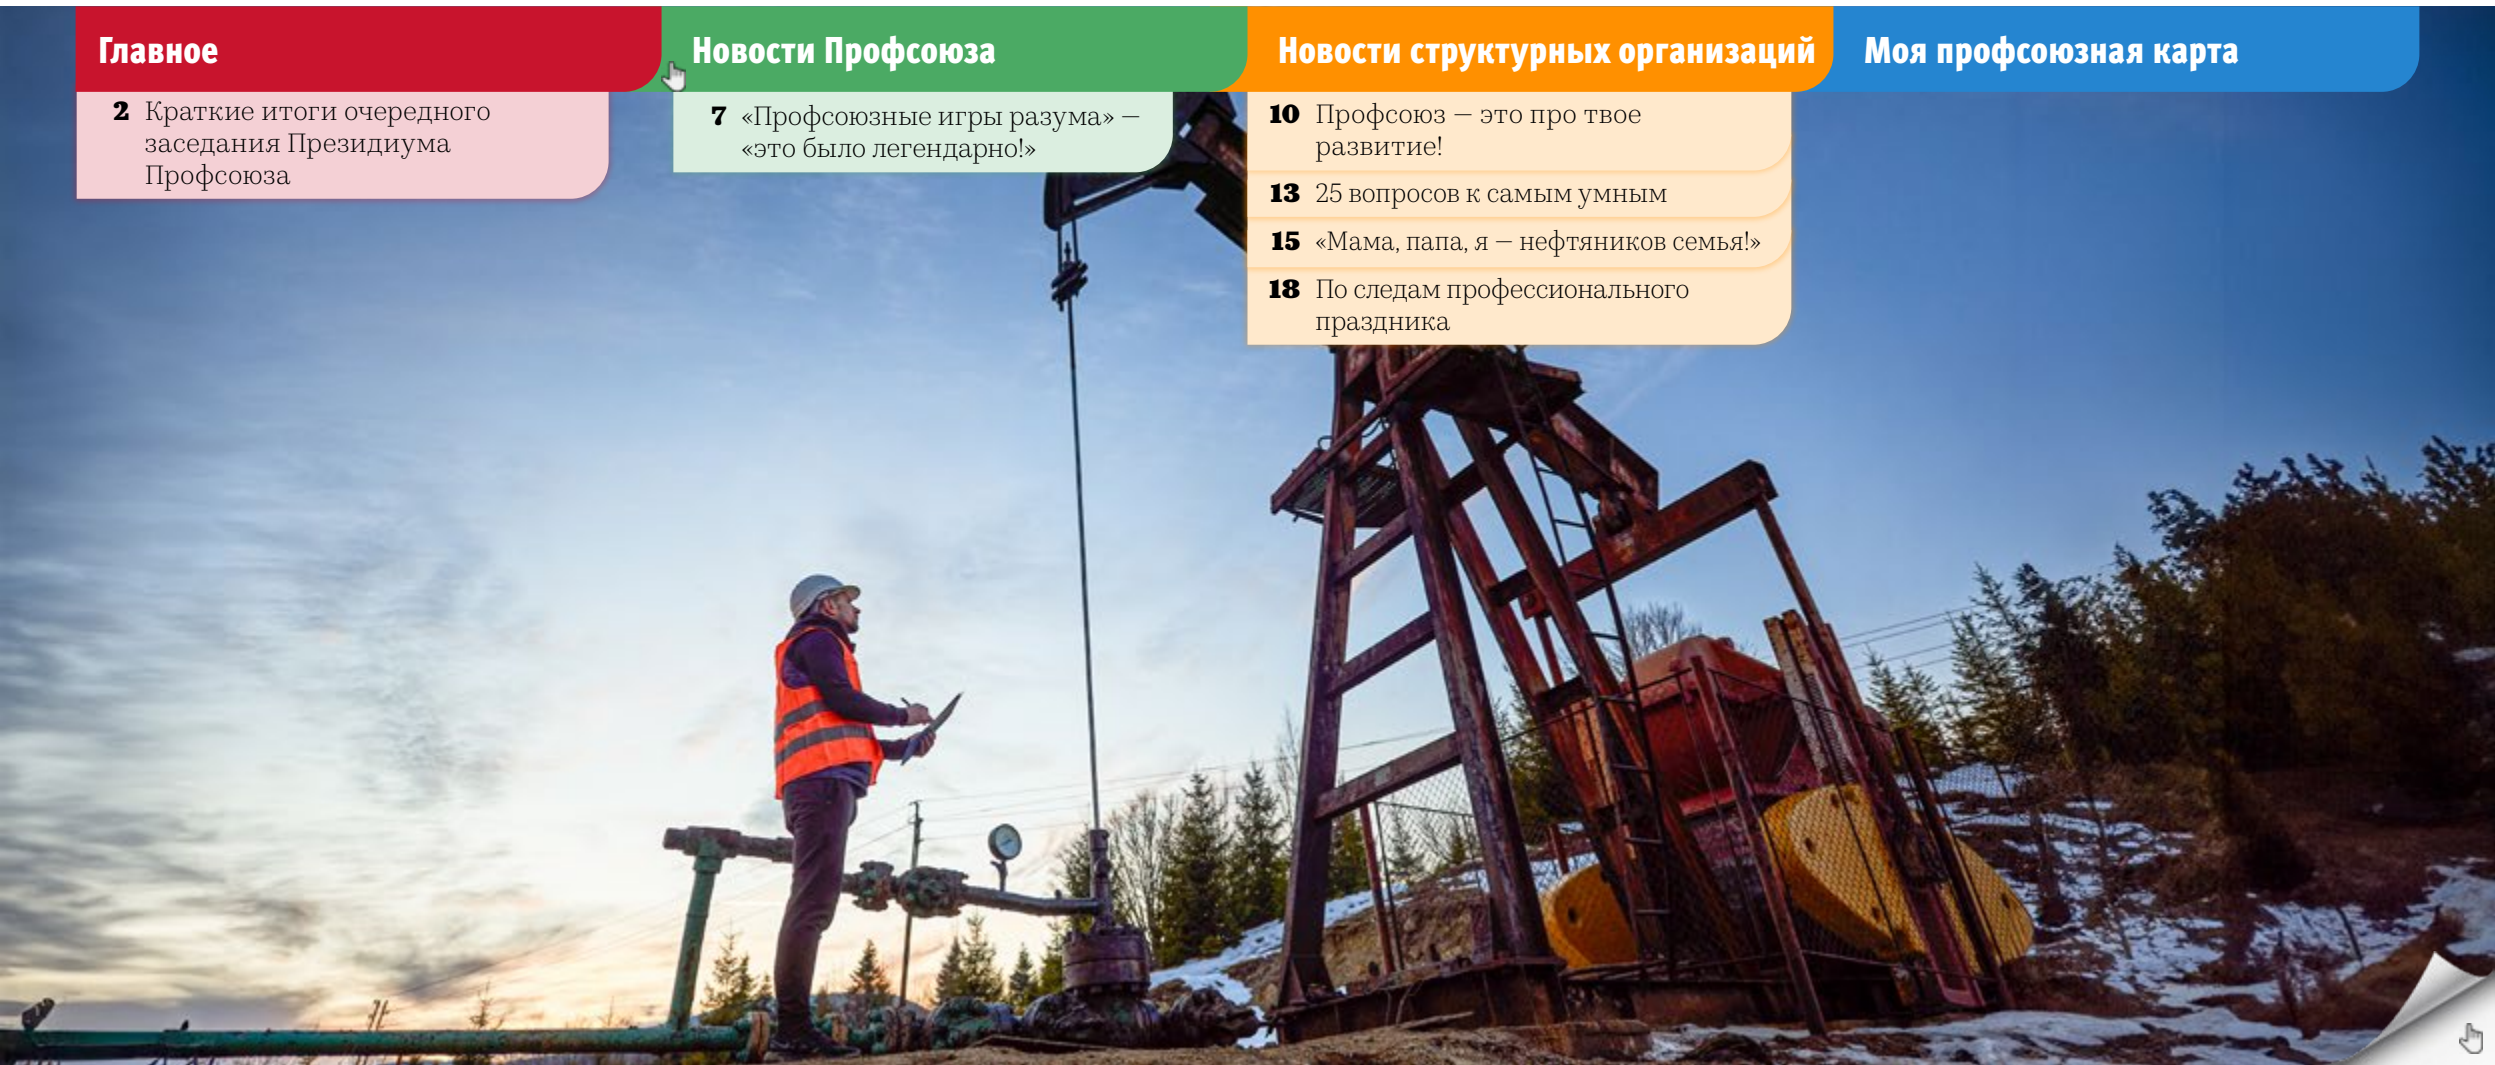 Главное
2 Краткие итоги очередного
заседания Президиума
Профсоюза
Новости Профсоюза
7 «Профсоюзные игры разума» —
«это было легендарно!»
Новости структурных организаций
10 Профсоюз — это про твое
развитие!
13 25 вопросов к самым умным
15 «Мама, папа, я — нефтяников семья!»
18 По следам профессионального
праздника
Моя профсоюзная карта